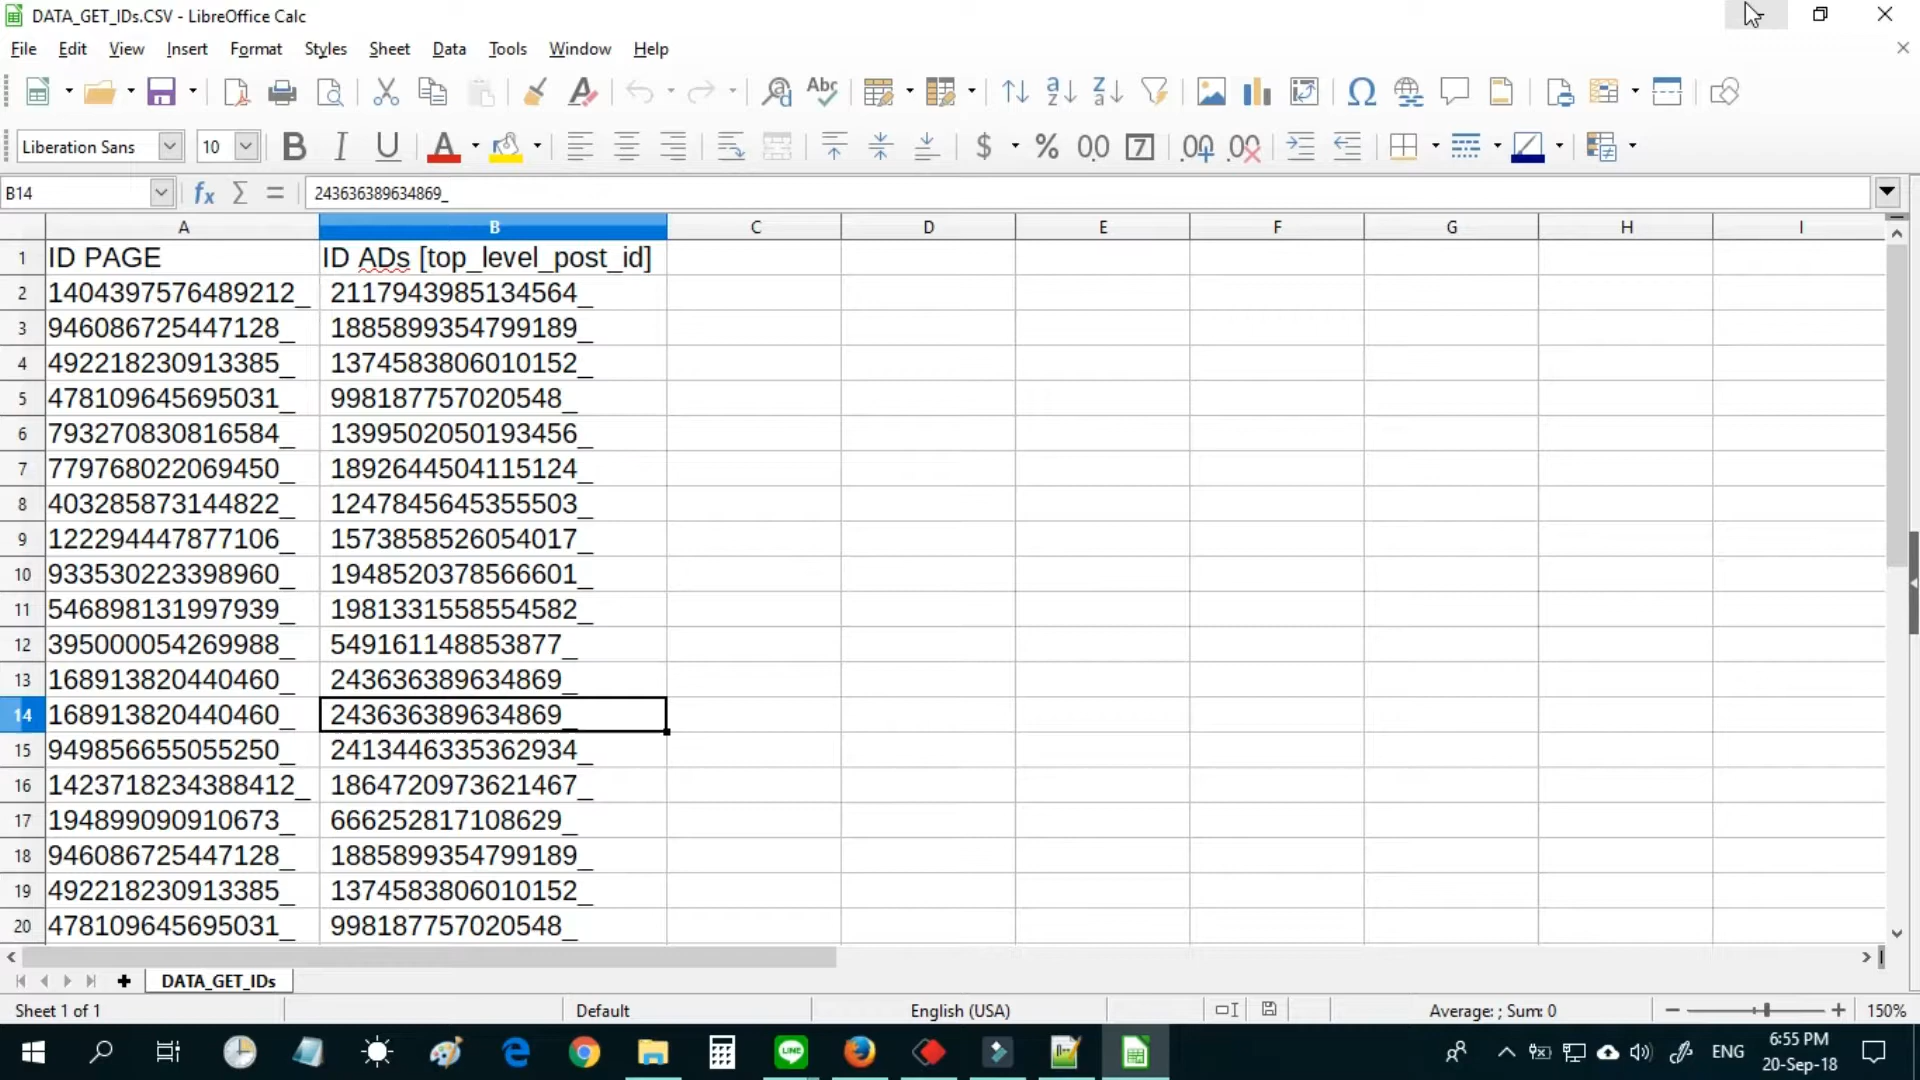 DATA_GET_IDs.CSV - LibreOffice Calc
File Edit View Insert Format Styles Sheet Data Tools Window Help
Liberation Sans 10
B14 243636389634869_
A B C D E F G H I
1 ID PAGE ID ADs [top_level_post_id]
2 1404397576489212_ 2117943985134564_
3 946086725447128_ 1885899354799189_
4 492218230913385_ 1374583806010152_
5 478109645695031_ 998187757020548_
6 793270830816584_ 1399502050193456_
7 779768022069450_ 1892644504115124_
8 403285873144822_ 1247845645355503_
9 122294447877106_ 1573858526054017_
10 933530223398960_ 1948520378566601_
11 546898131997939_ 1981331558554582_
12 395000054269988_ 549161148853877_
13 168913820440460_ 243636389634869_
14 168913820440460_ 243636389634869_
15 949856655055250_ 2413446335362934_
16 1423718234388412_ 1864720973621467_
17 194899090910673_ 666252817108629_
18 946086725447128_ 1885899354799189_
19 492218230913385_ 1374583806010152_
20 478109645695031_ 998187757020548_
DATA_GET_IDs
Sheet 1 of 1 Default English (USA) Average: ; Sum: 0 150%
ENG 6:55 PM
20-Sep-18